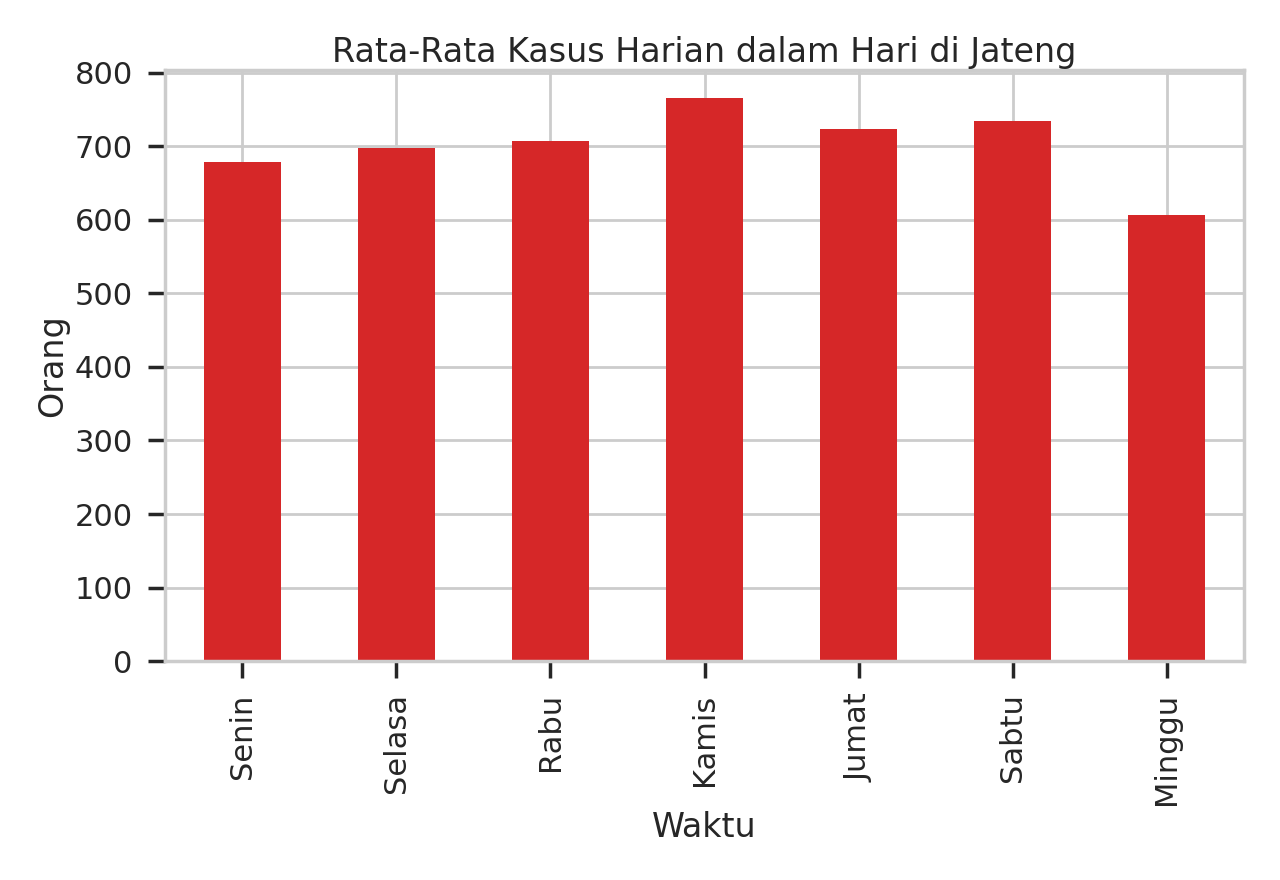 Rata-Rata Kasus Harian dalam Hari di Jateng
800
700
600
500
400
300
200
100
0
Orang
Senin
Selasa
Rabu
Kamis
Jumat
Sabtu
Minggu
Waktu